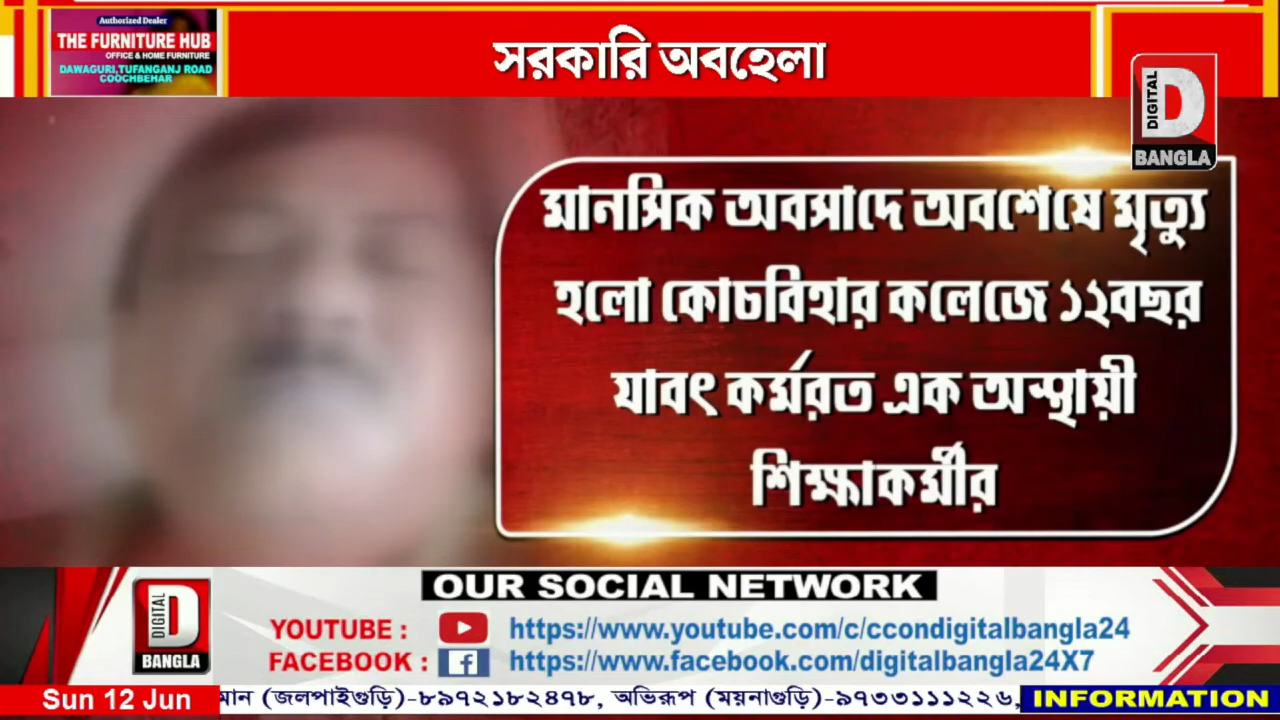 Authorized Dealer
THE FURNITURE HUB
OFFICE & HOME FURNITURE
DAWAGURI,TUFANGANJ ROAD
COOCHBEHAR
সরকারি অবহেলা
DIGITAL
BANGLA
মানসিক অবসাদে অবশেষে মৃত্যু
হলো কোচবিহার কলেজে ১২বছর
যাবৎ কর্মরত এক অস্থায়ী
শিক্ষাকর্মীর
OUR SOCIAL NETWORK
DIGITAL
BANGLA
YOUTUBE : https://www.youtube.com/c/ccondigitalbangla24
FACEBOOK : https://www.facebook.com/digitalbangla24X7
Sun 12 Jun মান (জলপাইগুড়ি)-৮৯৭২১৮২৪৭৮, অভিরূপ (ময়নাগুড়ি)-৯৭৩৩১১১২২৬, INFORMATION